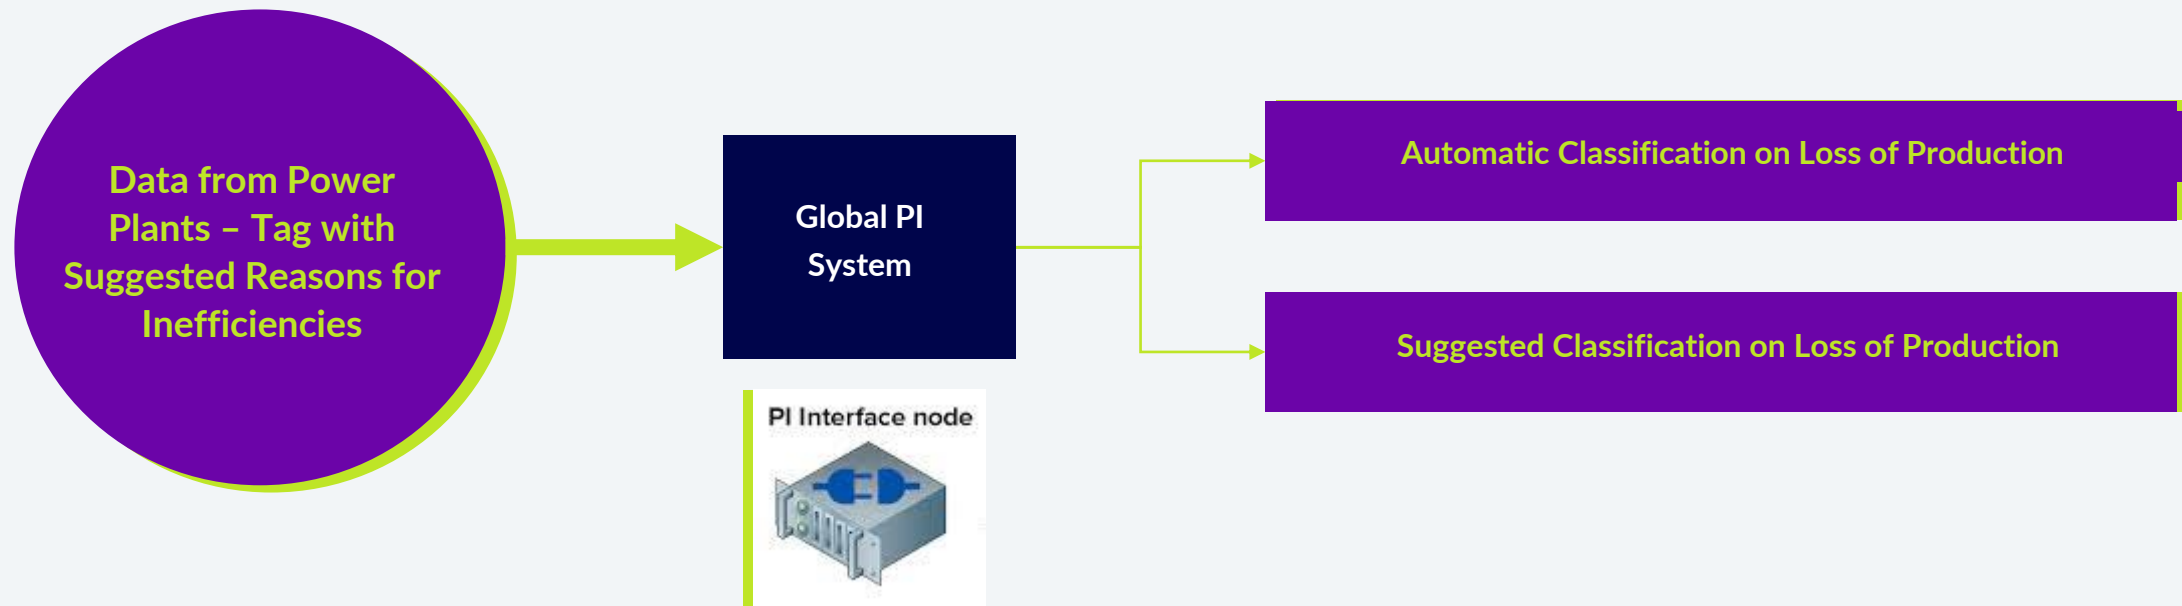 Data from Power
Plants – Tag with
Suggested Reasons for
Inefficiencies
Global PI
System
PI Interface node
Automatic Classification on Loss of Production
Suggested Classification on Loss of Production